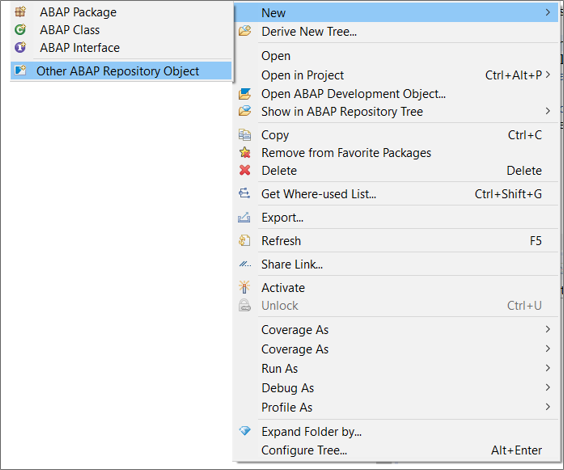 ABAP Package
ABAP Class
ABAP Interface
Other ABAP Repository Object
New
Derive New Tree...
Open
Open in Project Ctrl+Alt+P
Open ABAP Development Object...
Show in ABAP Repository Tree
Copy Ctrl+C
Remove from Favorite Packages
Delete Delete
Get Where-used List... Ctrl+Shift+G
Export...
Refresh F5
Share Link...
Activate
Unlock Ctrl+U
Coverage As
Coverage As
Run As
Debug As
Profile As
Expand Folder by...
Configure Tree... Alt+Enter